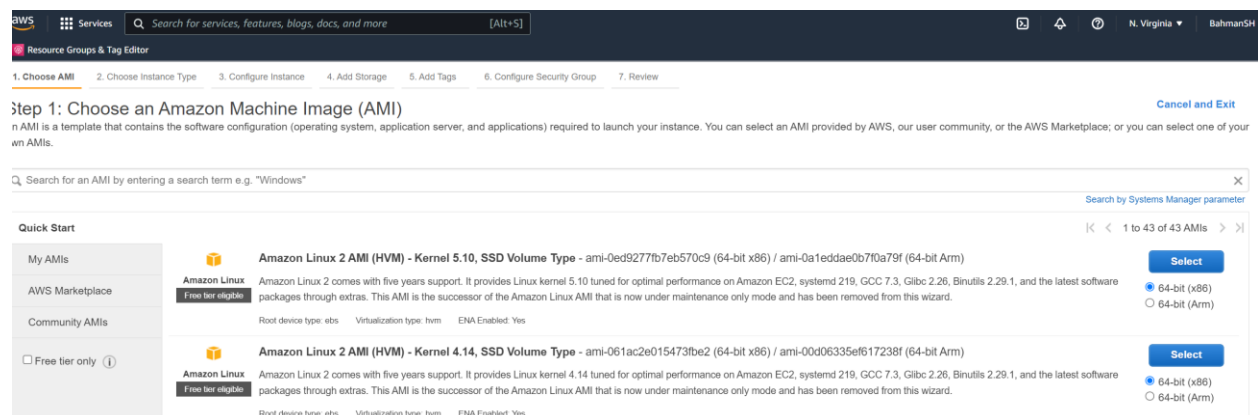 aws Services Search for services, features, blogs, docs, and more [Alt+S] N. Virginia BahmanSH
Resource Groups & Tag Editor
1. Choose AMI 2. Choose Instance Type 3. Configure Instance 4. Add Storage 5. Add Tags 6. Configure Security Group 7. Review
Step 1: Choose an Amazon Machine Image (AMI) Cancel and Exit
n AMI is a template that contains the software configuration (operating system, application server, and applications) required to launch your instance. You can select an AMI provided by AWS, our user community, or the AWS Marketplace; or you can select one of your
wn AMIs.
Search for an AMI by entering a search term e.g. "Windows"
Search by Systems Manager parameter
Quick Start 1 to 43 of 43 AMIs
My AMIs
AWS Marketplace
Community AMIs
Free tier only
Amazon Linux
Free tier eligible
Amazon Linux 2 AMI (HVM) - Kernel 5.10, SSD Volume Type - ami-0ed9277fb7eb570c9 (64-bit x86) / ami-0a1eddae0b7f0a79f (64-bit Arm)
Amazon Linux 2 comes with five years support. It provides Linux kernel 5.10 tuned for optimal performance on Amazon EC2, systemd 219, GCC 7.3, Glibc 2.26, Binutils 2.29.1, and the latest software
packages through extras. This AMI is the successor of the Amazon Linux AMI that is now under maintenance only mode and has been removed from this wizard.
Root device type: ebs Virtualization type: hvm ENA Enabled: Yes
Select
64-bit (x86)
64-bit (Arm)
Amazon Linux
Free tier eligible
Amazon Linux 2 AMI (HVM) - Kernel 4.14, SSD Volume Type - ami-061ac2e015473fbe2 (64-bit x86) / ami-00d06335ef617238f (64-bit Arm)
Amazon Linux 2 comes with five years support. It provides Linux kernel 4.14 tuned for optimal performance on Amazon EC2, systemd 219, GCC 7.3, Glibc 2.26, Binutils 2.29.1, and the latest software
packages through extras. This AMI is the successor of the Amazon Linux AMI that is now under maintenance only mode and has been removed from this wizard.
Root device type: ebs Virtualization type: hvm ENA Enabled: Yes
Select
64-bit (x86)
64-bit (Arm)